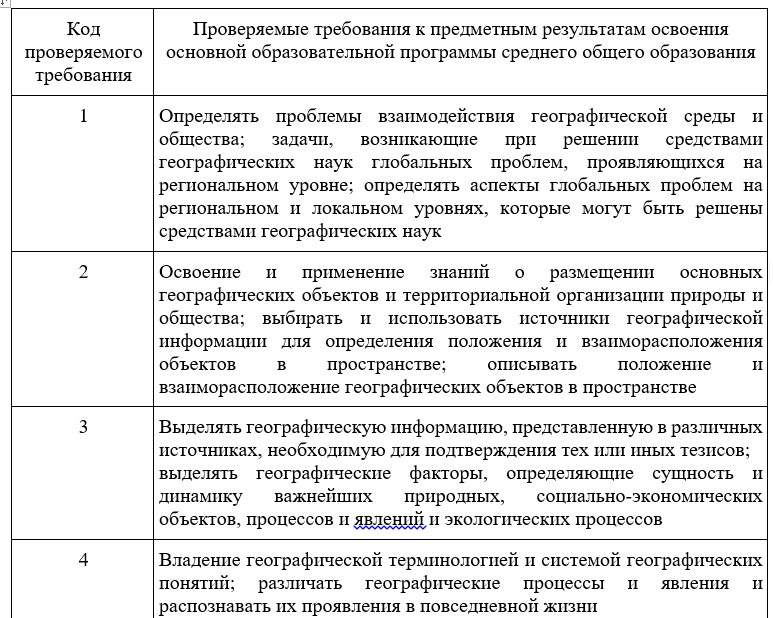 Код
проверяемого
требования
Проверяемые требования к предметным результатам освоения
основной образовательной программы среднего общего образования
1
Определять проблемы взаимодействия географической среды и
общества; задачи, возникающие при решении средствами
географических наук глобальных проблем, проявляющихся на
региональном уровне; определять аспекты глобальных проблем на
региональном и локальном уровнях, которые могут быть решены
средствами географических наук
2
Освоение и применение знаний о размещении основных
географических объектов и территориальной организации природы и
общества; выбирать и использовать источники географической
информации для определения положения и взаиморасположения
объектов в пространстве; описывать положение и
взаиморасположение географических объектов в пространстве
3
Выделять географическую информацию, представленную в различных
источниках, необходимую для подтверждения тех или иных тезисов;
выделять географические факторы, определяющие сущность и
динамику важнейших природных, социально-экономических
объектов, процессов и явлений и экологических процессов
4
Владение географической терминологией и системой географических
понятий; различать географические процессы и явления и
распознавать их проявления в повседневной жизни